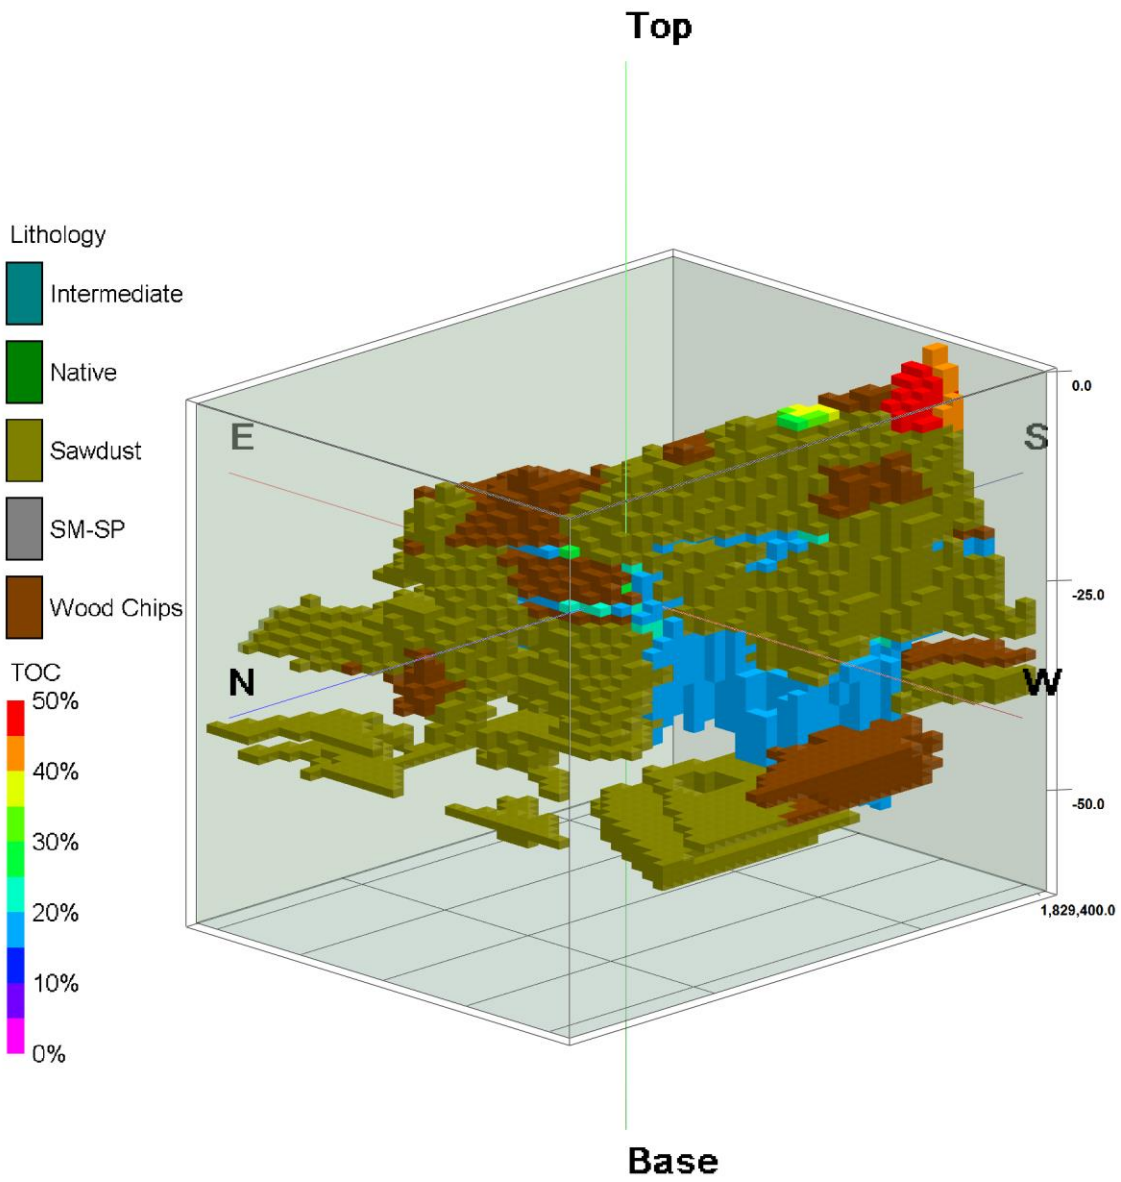 Top
Lithology
Intermediate
Native
Sawdust
SM-SP
Wood Chips
TOC
50%
40%
30%
20%
10%
0%
E
S
N
W
0.0
-25.0
-50.0
1,829,400.0
Base